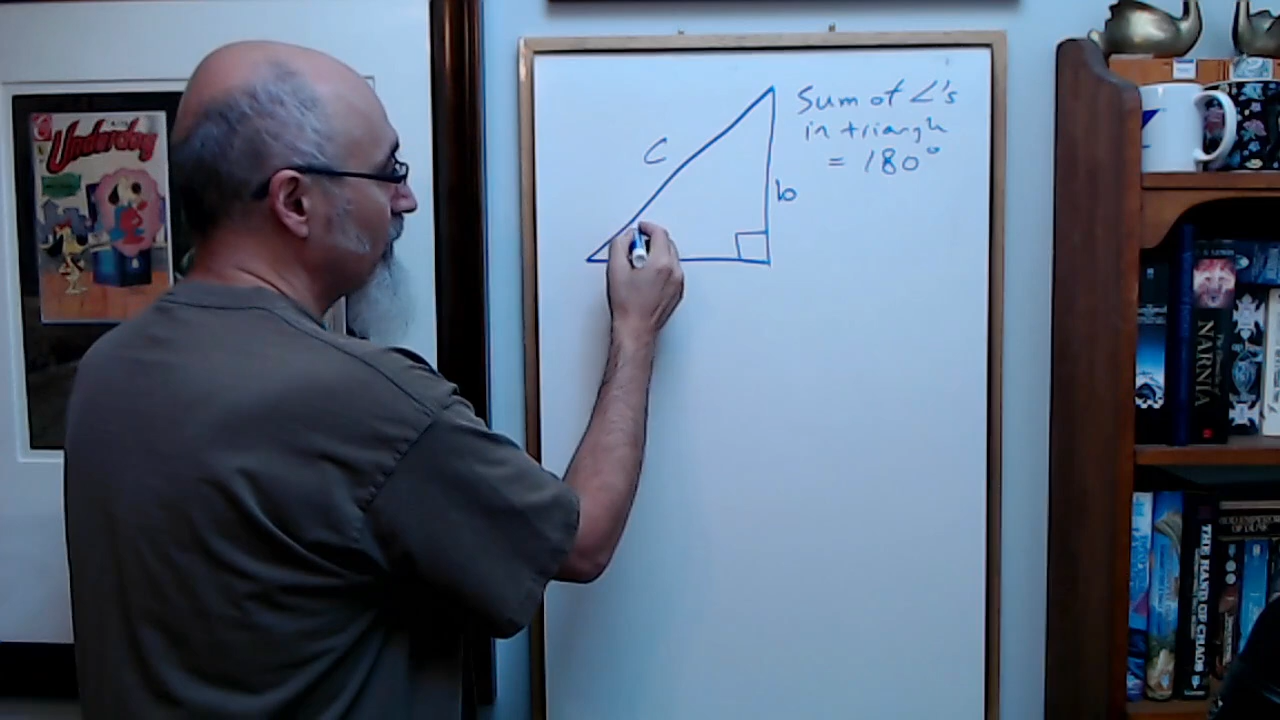 Underdog
C
b
Sum of ∠'s
in triangle
= 180°
NARNIA
THE HAND OF CHAOS